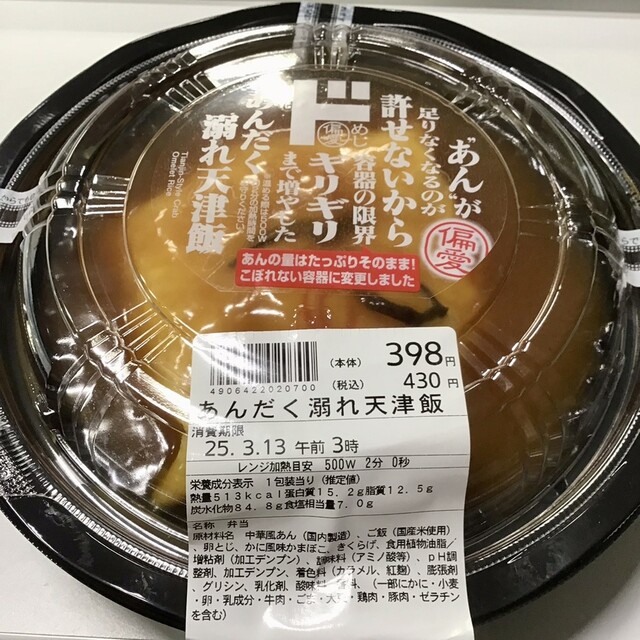 "あん"が
足りなくなるのが
許せないから
容器の限界
キリギリ
まで増やした
あんだく
溺れ天津飯
Tianjin-Style Crab
Omelet Rice
ド
偏愛
めし
偏愛
あんの量はたっぷりそのまま!
こぼれない容器に変更しました
(本体) 398円
(税込) 430円
4906422020700
あんだく溺れ天津飯
消費期限
25. 3.13 午前 3時
レンジ加熱目安 500W 2分 0秒
栄養成分表示 1包装当り(推定値)
熱量513kcal蛋白質15.2g脂質12.5g
炭水化物84.8g食塩相当量7.0g
名称 弁当
原材料名 中華風あん(国内製造)、ご飯(国産米使用)
、卵とじ、かに風味かまぼこ、きくらげ、食用植物油脂/
増粘剤(加工デンプン)、調味料(アミノ酸等)、pH調
整剤、加工デンプン、着色料(カラメル、紅麹)、膨張剤
、グリシン、乳化剤、酸味料、香料、(一部にかに・小麦
・卵・乳成分・牛肉・ごま・大豆・鶏肉・豚肉・ゼラチン
を含む)